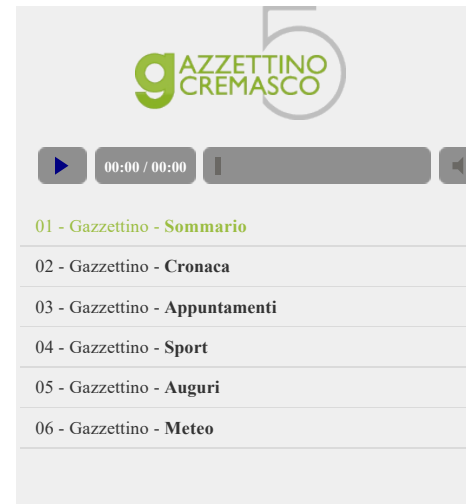 5
gAZZETTINO
CREMASCO
00:00 / 00:00
01 - Gazzettino - Sommario
02 - Gazzettino - Cronaca
03 - Gazzettino - Appuntamenti
04 - Gazzettino - Sport
05 - Gazzettino - Auguri
06 - Gazzettino - Meteo